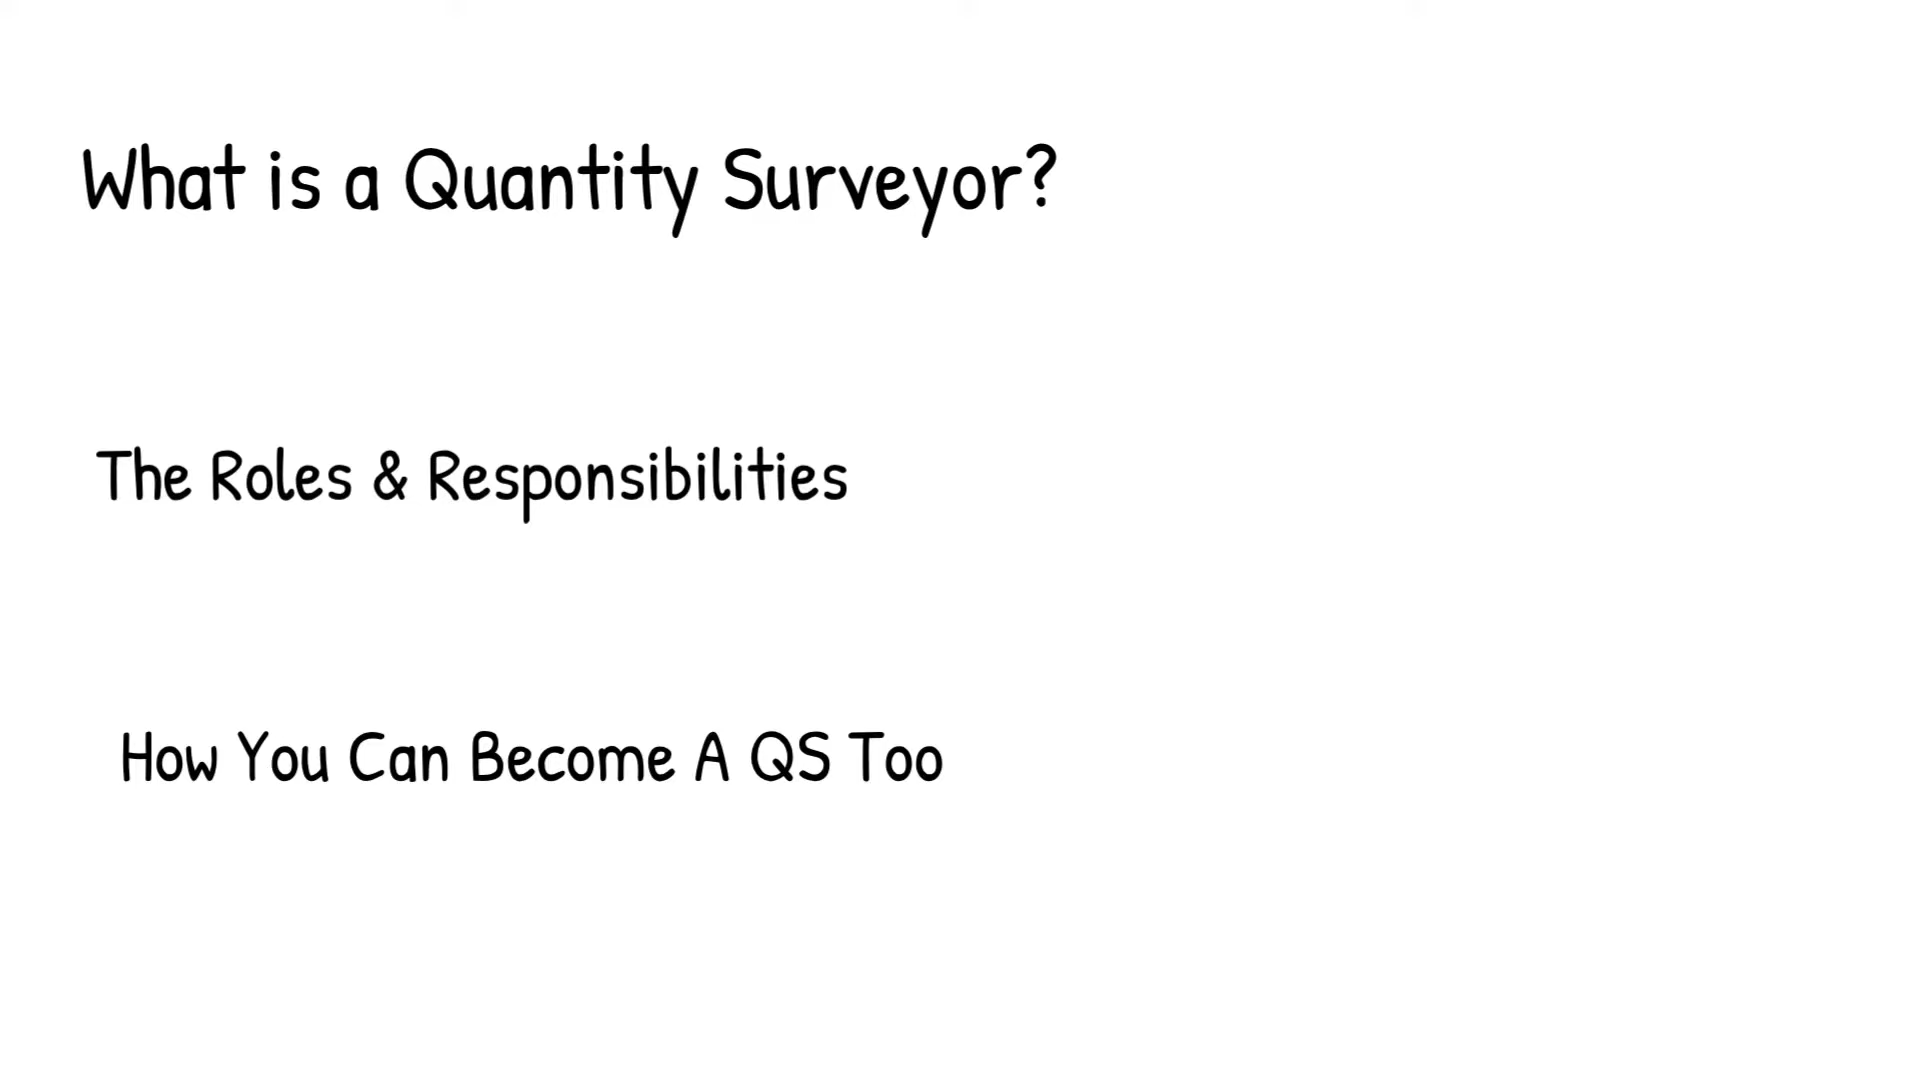 What is a Quantity Surveyor?
The Roles & Responsibilities
How You Can Become A QS Too